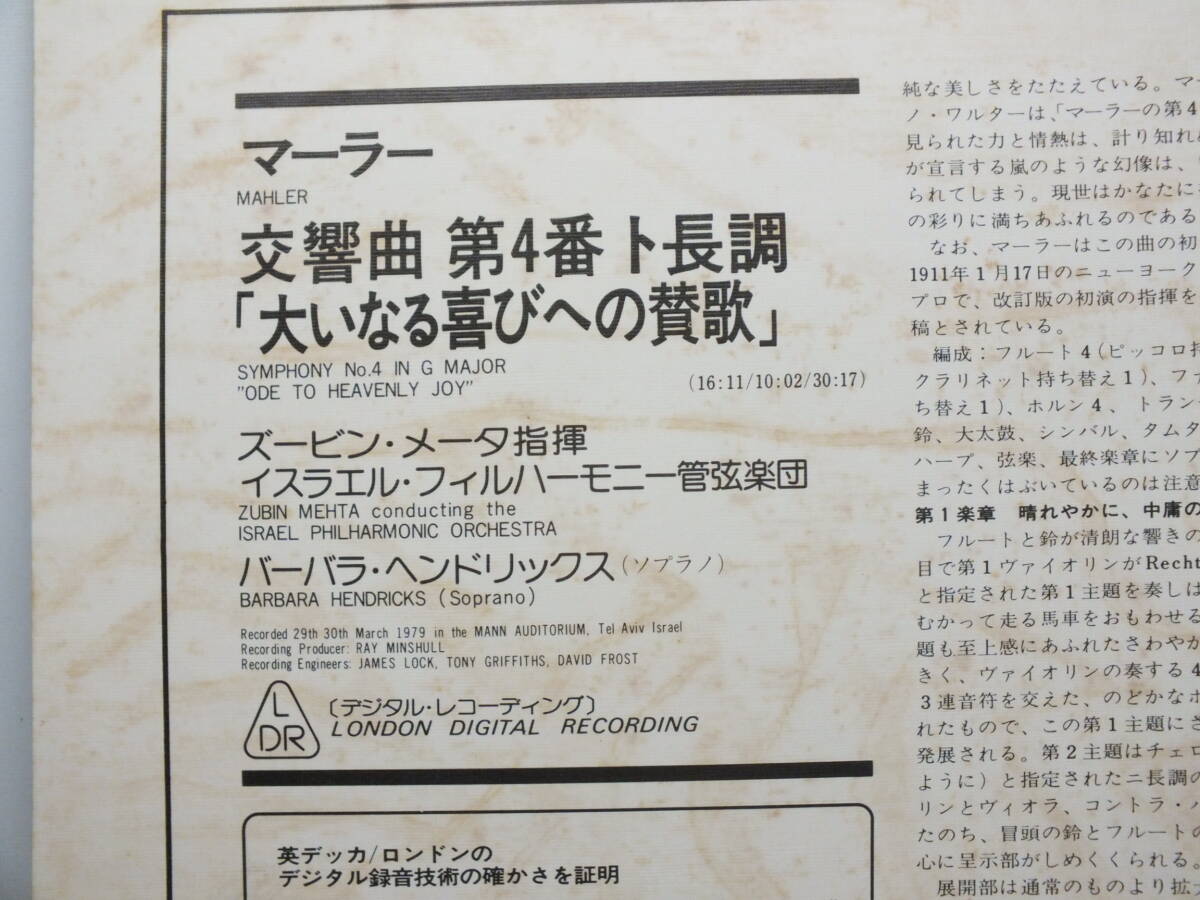 マーラー
MAHLER
交響曲 第4番ト長調
「大いなる喜びへの賛歌」
SYMPHONY No.4 IN G MAJOR
"ODE TO HEAVENLY JOY"
(16:11/10:02/30:17)
ズービン・メータ指揮
イスラエル・フィルハーモニー管弦楽団
ZUBIN MEHTA conducting the
ISRAEL PHILHARMONIC ORCHESTRA
バーバラ・ヘンドリックス(ソプラノ)
BARBARA HENDRICKS (Soprano)
Recorded 29th 30th March 1979 in the MANN AUDITORIUM, Tel Aviv Israel
Recording Producer: RAY MINSHULL
Recording Engineers: JAMES LOCK, TONY GRIFFITHS, DAVID FROST
L
DR
〔デジタル・レコーディング〕
LONDON DIGITAL RECORDING
英デッカ/ロンドンの
デジタル録音技術の確かさを証明
純な美しさをたたえている。マ
ノ・ワルターは、「マーラーの第4
見られた力と情熱は、計り知れ
が宣言する嵐のような幻像は、
られてしまう。現世はかなたに
の彩りに満ちあふれるのである
なお、マーラーはこの曲の初
1911年1月17日のニューヨーク
プロで、改訂版の初演の指揮を
稿とされている。
編成：フルート4(ピッコロ持
クラリネット持ち替え1)、ファ
ち替え1)、ホルン4、トラン
鈴、大太鼓、シンバル、タムタ
ハープ、弦楽、最終楽章にソプ
まったくはぶいているのは注意
第1楽章 晴れやかに、中庸の
フルートと鈴が清朗な響きの
目で第1ヴァイオリンがRecht
と指定された第1主題を奏しは
むかって走る馬車をおもわせる
題も至上感にあふれたさわやか
きく、ヴァイオリンの奏する4
3連音符を交えた、のどかなホ
れたもので、この第1主題にさ
発展される。第2主題はチェロ
ように）と指定されたニ長調の
リンとヴィオラ、コントラ・バ
たのち、冒頭の鈴とフルートの
心に呈示部がしめくくられる。
展開部は通常のものより拡大